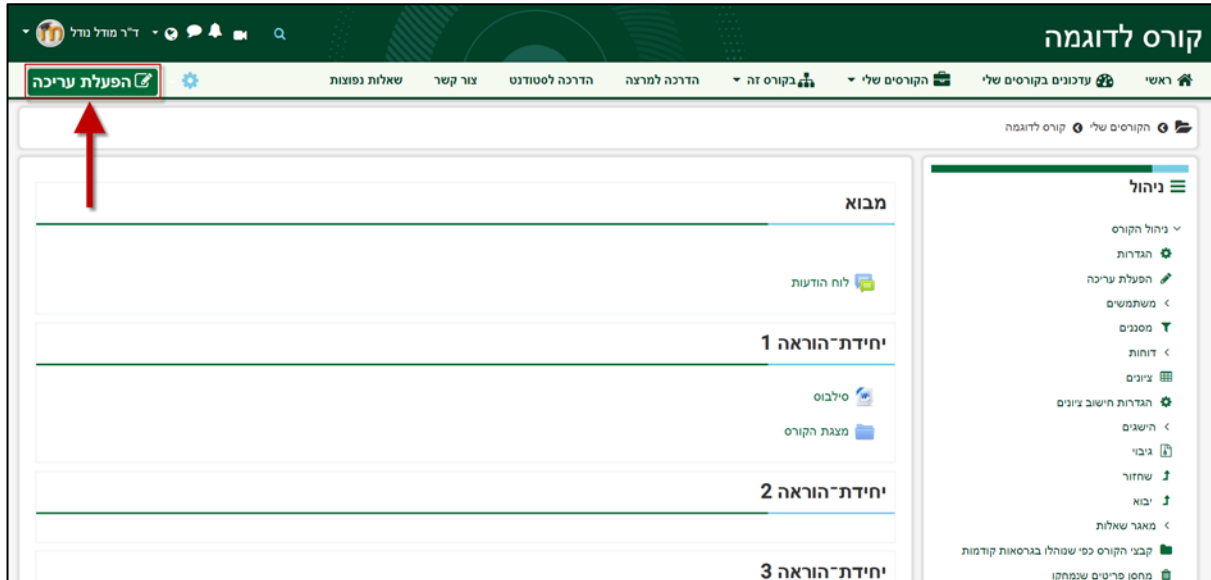 קורס לדוגמה
ד"ר מודל נודל
ראשי
עדכונים בקורסים שלי
הקורסים שלי
בקורס זה
הדרכה למרצה
הדרכה לסטודנט
צור קשר
שאלות נפוצות
הפעלת עריכה
הקורסים שלי קורס לדוגמה
ניהול
ניהול הקורס
הגדרות
הפעלת עריכה
משתמשים
מסננים
דוחות
ציונים
הגדרות חישוב ציונים
הישגים
גיבוי
שחזור
יבוא
מאגר שאלות
קבצי הקורס כפי שנוהלו בגרסאות קודמות
מחסן פריטים שנמחקו
מבוא
לוח הודעות
יחידת־הוראה 1
סילבוס
מצגת הקורס
יחידת־הוראה 2
יחידת־הוראה 3